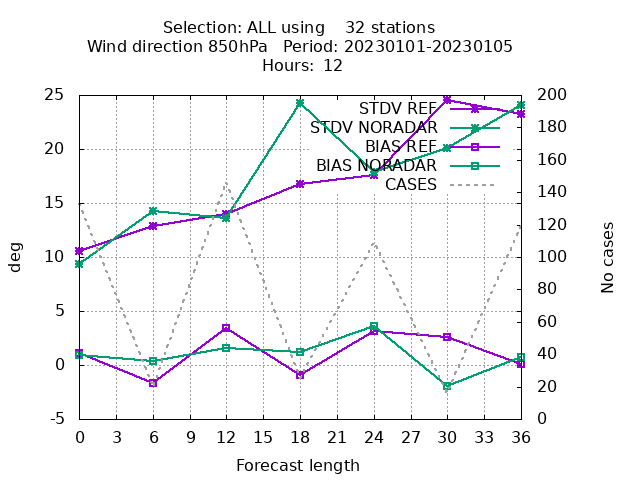 Selection: ALL using    32 stations
Wind direction 850hPa   Period: 20230101-20230105
Hours:  12
25
20
15
10
5
0
-5
200
180
160
140
120
100
80
60
40
20
0
STDV REF
STDV NORADAR
BIAS REF
BIAS NORADAR
CASES
deg
No cases
0 3 6 9 12 15 18 21 24 27 30 33 36
Forecast length